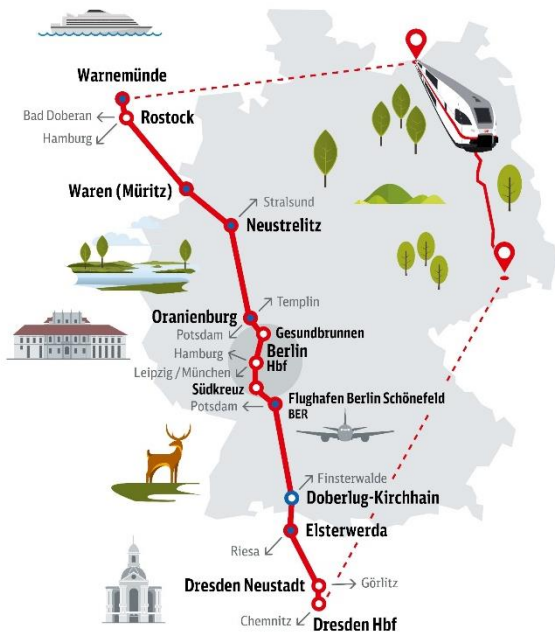 Warnemünde
Bad Doberan
Rostock
Hamburg
Waren (Müritz)
Stralsund
Neustrelitz
Templin
Oranienburg
Potsdam
Gesundbrunnen
Hamburg
Berlin
Hbf
Leipzig/München
Südkreuz
Flughafen Berlin Schönefeld
BER
Potsdam
Finsterwalde
Doberlug-Kirchhain
Elsterwerda
Riesa
Dresden Neustadt
Görlitz
Chemnitz
Dresden Hbf